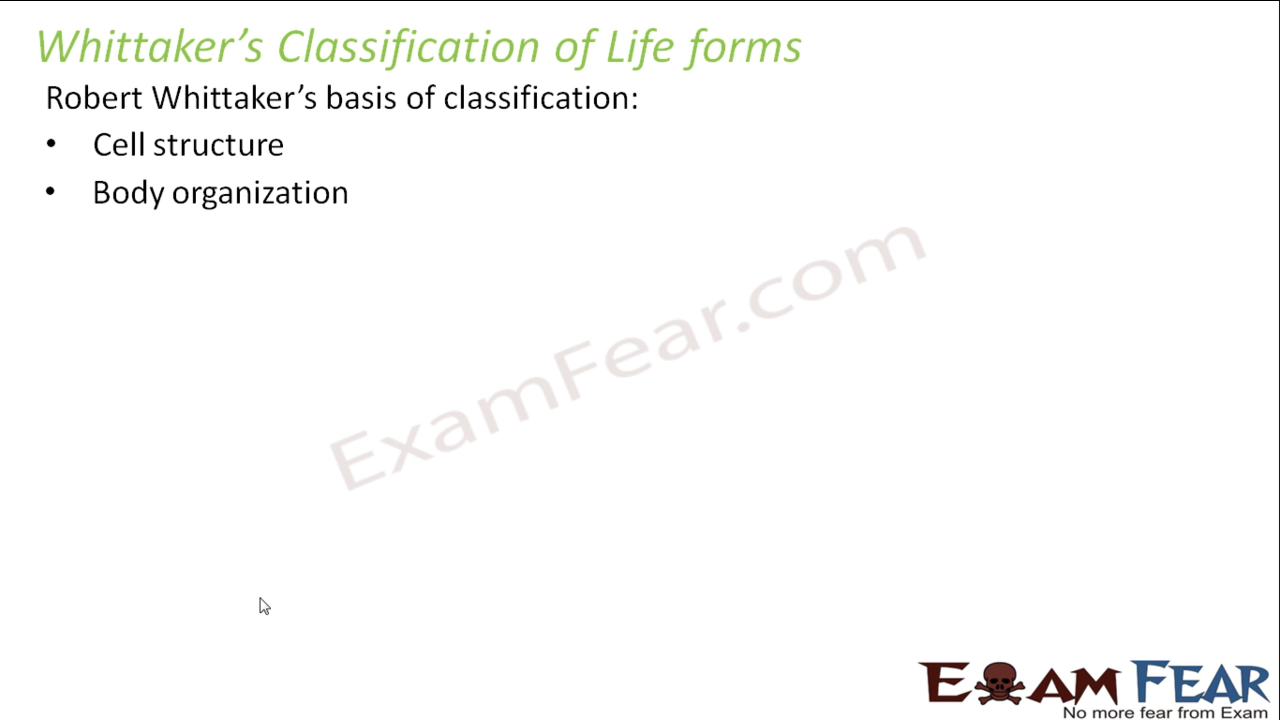 Whittaker’s Classification of Life forms
Robert Whittaker’s basis of classification:
• Cell structure
• Body organization
ExamFear.com
EXAM FEAR
No more fear from Exam